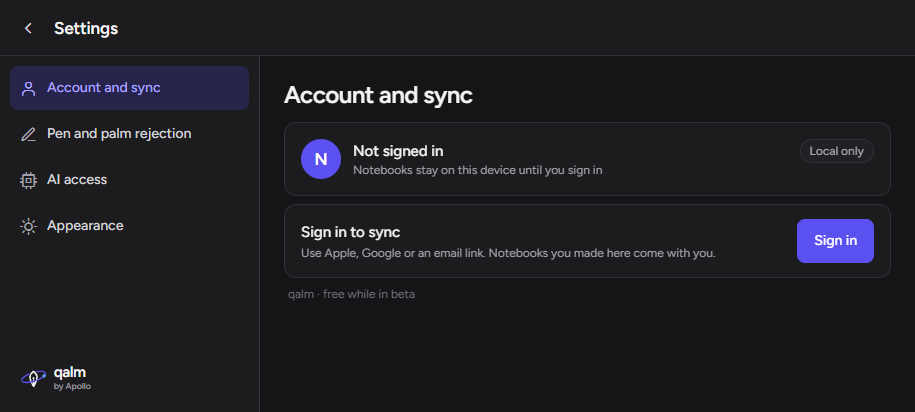 Settings
Account and sync
Pen and palm rejection
AI access
Appearance
qalm
by Apollo
Account and sync
N
Not signed in
Notebooks stay on this device until you sign in
Local only
Sign in to sync
Use Apple, Google or an email link. Notebooks you made here come with you.
Sign in
qalm · free while in beta